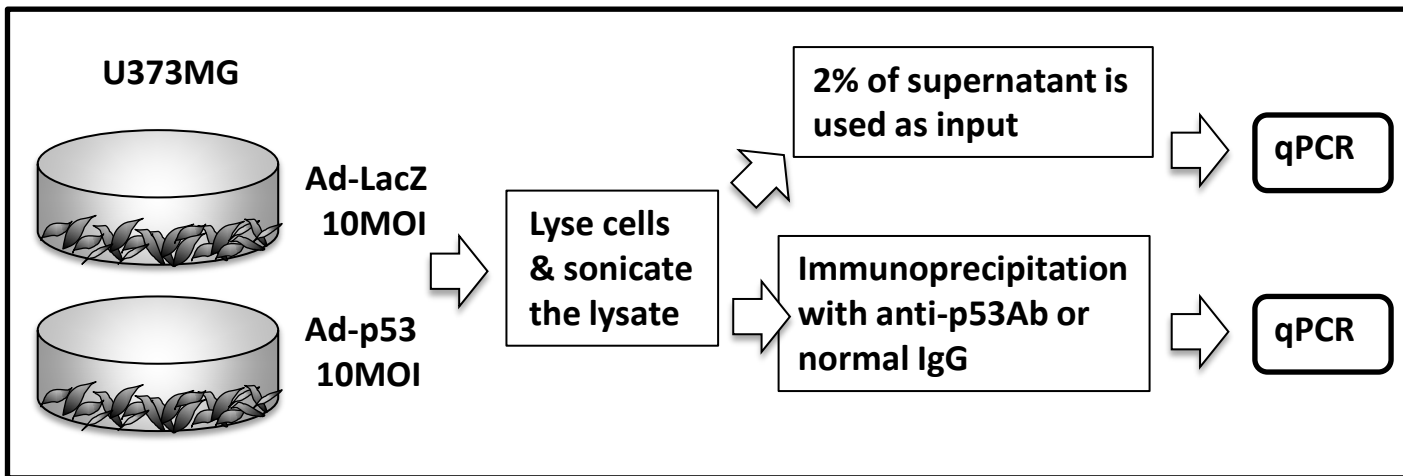 U373MG
Ad-LacZ
10MOI
Ad-p53
10MOI
Lyse cells
& sonicate
the lysate
2% of supernatant is
used as input
qPCR
Immunoprecipitation
with anti-p53Ab or
normal IgG
qPCR